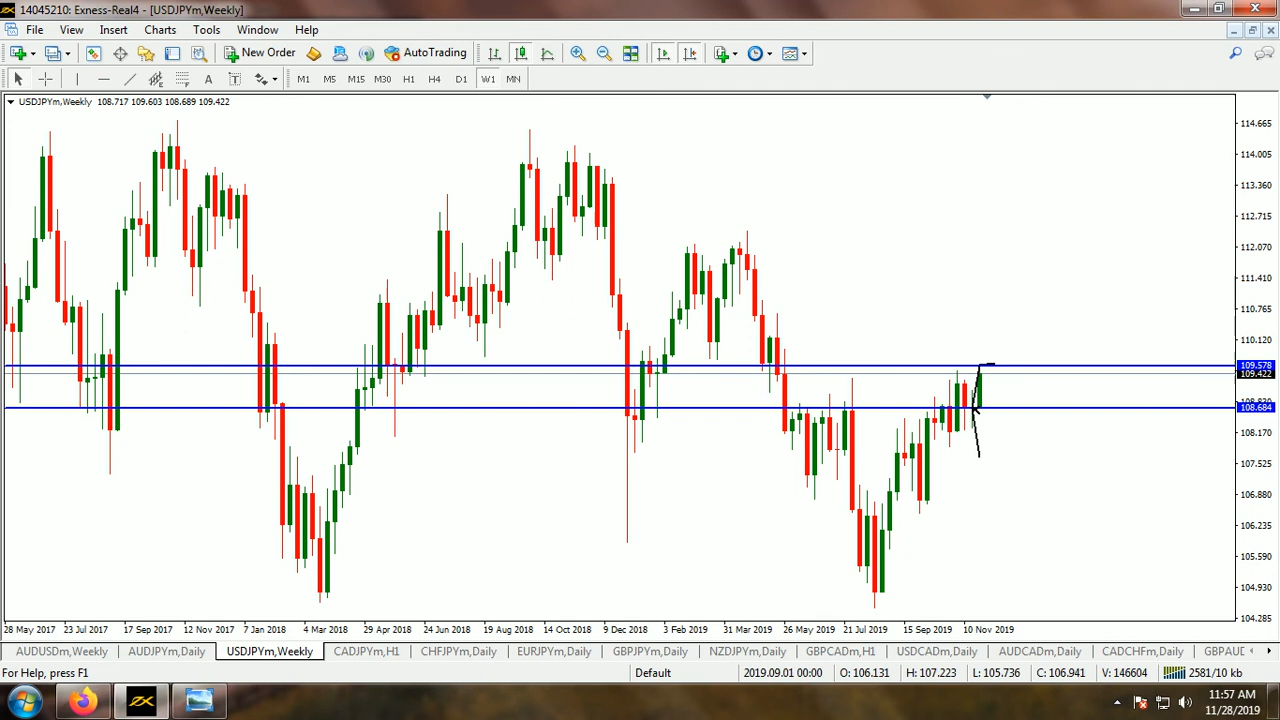 14045210: Exness-Real4 - [USDJPYm,Weekly]
File View Insert Charts Tools Window Help
New Order AutoTrading
A T M1 M5 M15 M30 H1 H4 D1 W1 MN
USDJPYm,Weekly 108.717 109.603 108.689 109.422
114.665
114.005
113.360
112.715
112.070
111.410
110.765
110.120
109.578
109.422
108.684
108.170
107.525
106.880
106.235
105.590
104.930
104.285
28 May 2017 23 Jul 2017 17 Sep 2017 12 Nov 2017 7 Jan 2018 4 Mar 2018 29 Apr 2018 24 Jun 2018 19 Aug 2018 14 Oct 2018 9 Dec 2018 3 Feb 2019 31 Mar 2019 26 May 2019 21 Jul 2019 15 Sep 2019 10 Nov 2019
AUDUSDm,Weekly AUDJPYm,Daily USDJPYm,Weekly CADJPYm,H1 CHFJPYm,Daily EURJPYm,Daily GBPJPYm,Daily NZDJPYm,Daily GBPCADm,H1 USDCADm,Daily AUDCADm,Daily CADCHFm,Daily GBPAUD
For Help, press F1 Default 2019.09.01 00:00 O: 106.131 H: 107.223 L: 105.736 C: 106.941 V: 146604 2581/10 kb
11:57 AM
11/28/2019